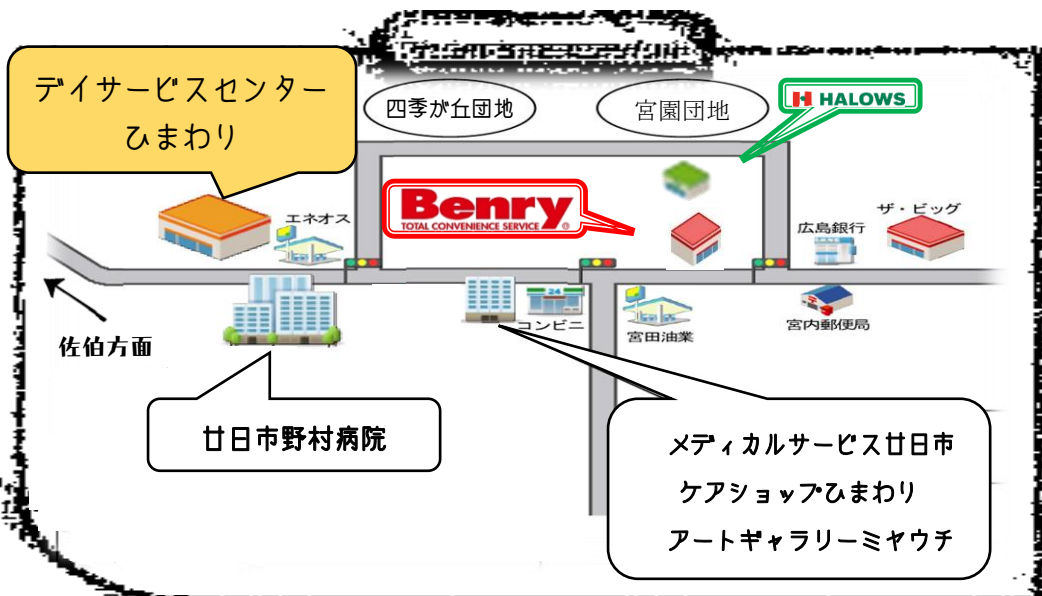 デイサービスセンター
ひまわり
四季が丘団地
宮園団地
HALOWS
エネオス
Benry
TOTAL CONVENIENCE SERVICE
®
広島銀行
ザ・ビッグ
24
コンビニ
宮田油業
宮内郵便局
佐伯方面
廿日市野村病院
メディカルサービス廿日市
ケアショップひまわり
アートギャラリーミヤウチ